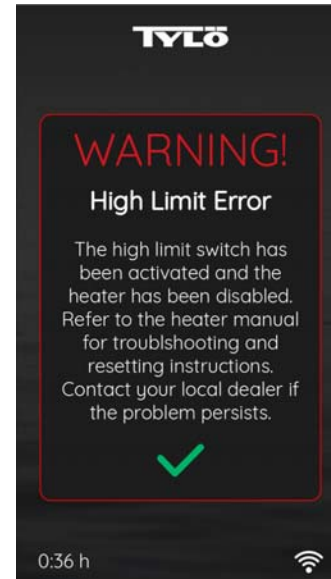 TYLÖ
WARNING!
High Limit Error
The high limit switch has
been activated and the
heater has been disabled.
Refer to the heater manual
for troublshooting and
resetting instructions.
Contact your local dealer if
the problem persists.
0:36 h